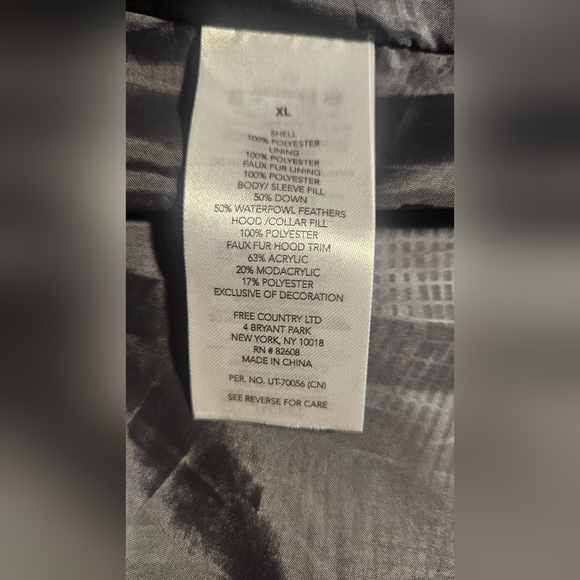 XL
SHELL
100% POLYESTER
LINING
100% POLYESTER
FAUX FUR LINING
100% POLYESTER
BODY/ SLEEVE FILL
50% DOWN
50% WATERFOWL FEATHERS
HOOD /COLLAR FILL
100% POLYESTER
FAUX FUR HOOD TRIM
63% ACRYLIC
20% MODACRYLIC
17% POLYESTER
EXCLUSIVE OF DECORATION
FREE COUNTRY LTD
4 BRYANT PARK
NEW YORK, NY 10018
RN # 82608
MADE IN CHINA
PER. NO. UT-70056 (CN)
SEE REVERSE FOR CARE